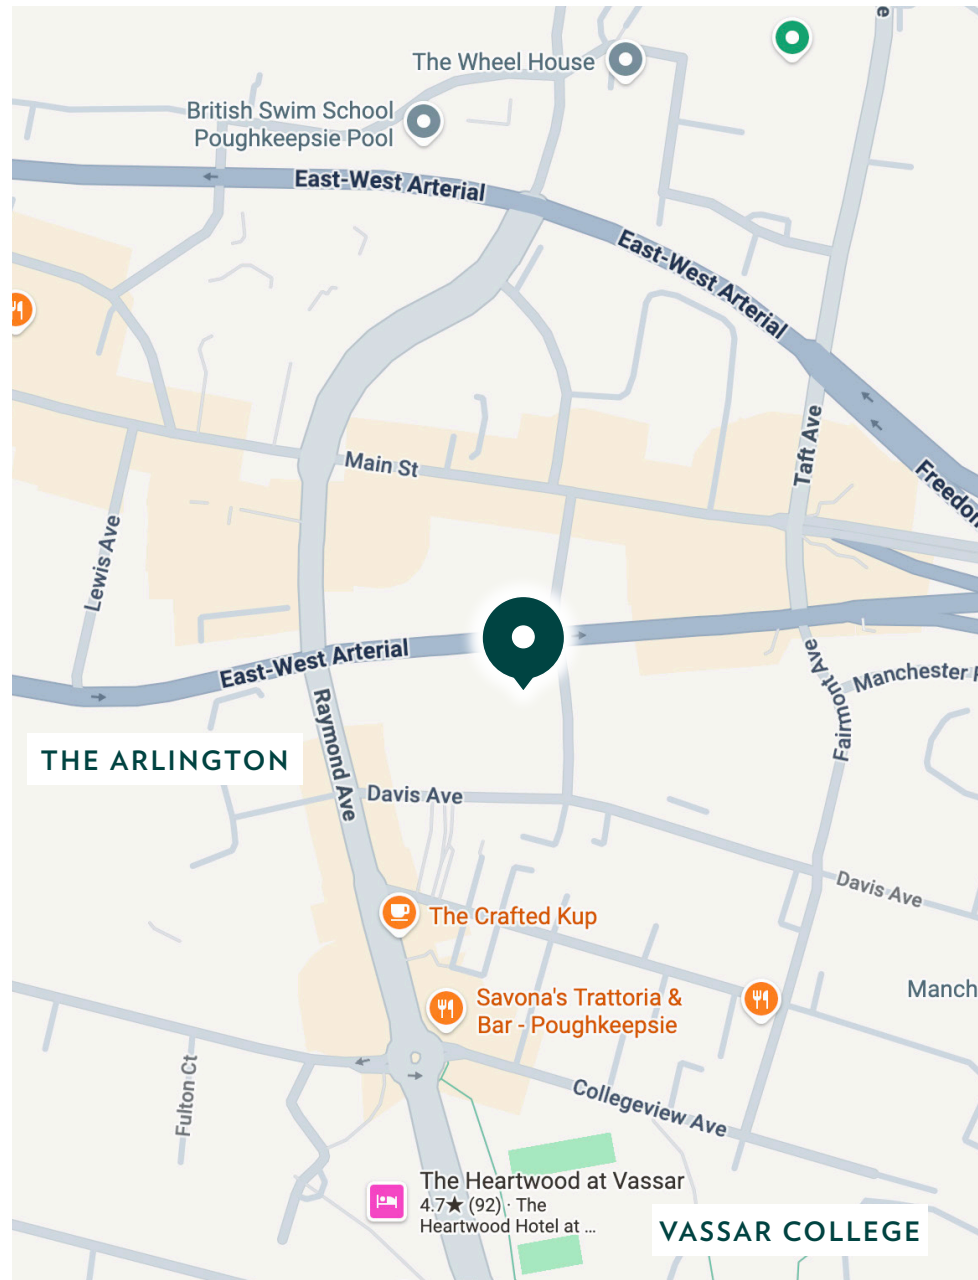 e
The Wheel House
British Swim School
Poughkeepsie Pool
East-West Arterial
East-West Arterial
Main St
Taft Ave
Freedom
Lewis Ave
East-West Arterial
Raymond Ave
Fairmont Ave
Manchester
THE ARLINGTON
Davis Ave
Davis Ave
The Crafted Kup
Savona's Trattoria &
Bar - Poughkeepsie
Manch
Fulton Ct
Collegeview Ave
The Heartwood at Vassar
4.7★ (92) · The
Heartwood Hotel at ...
VASSAR COLLEGE